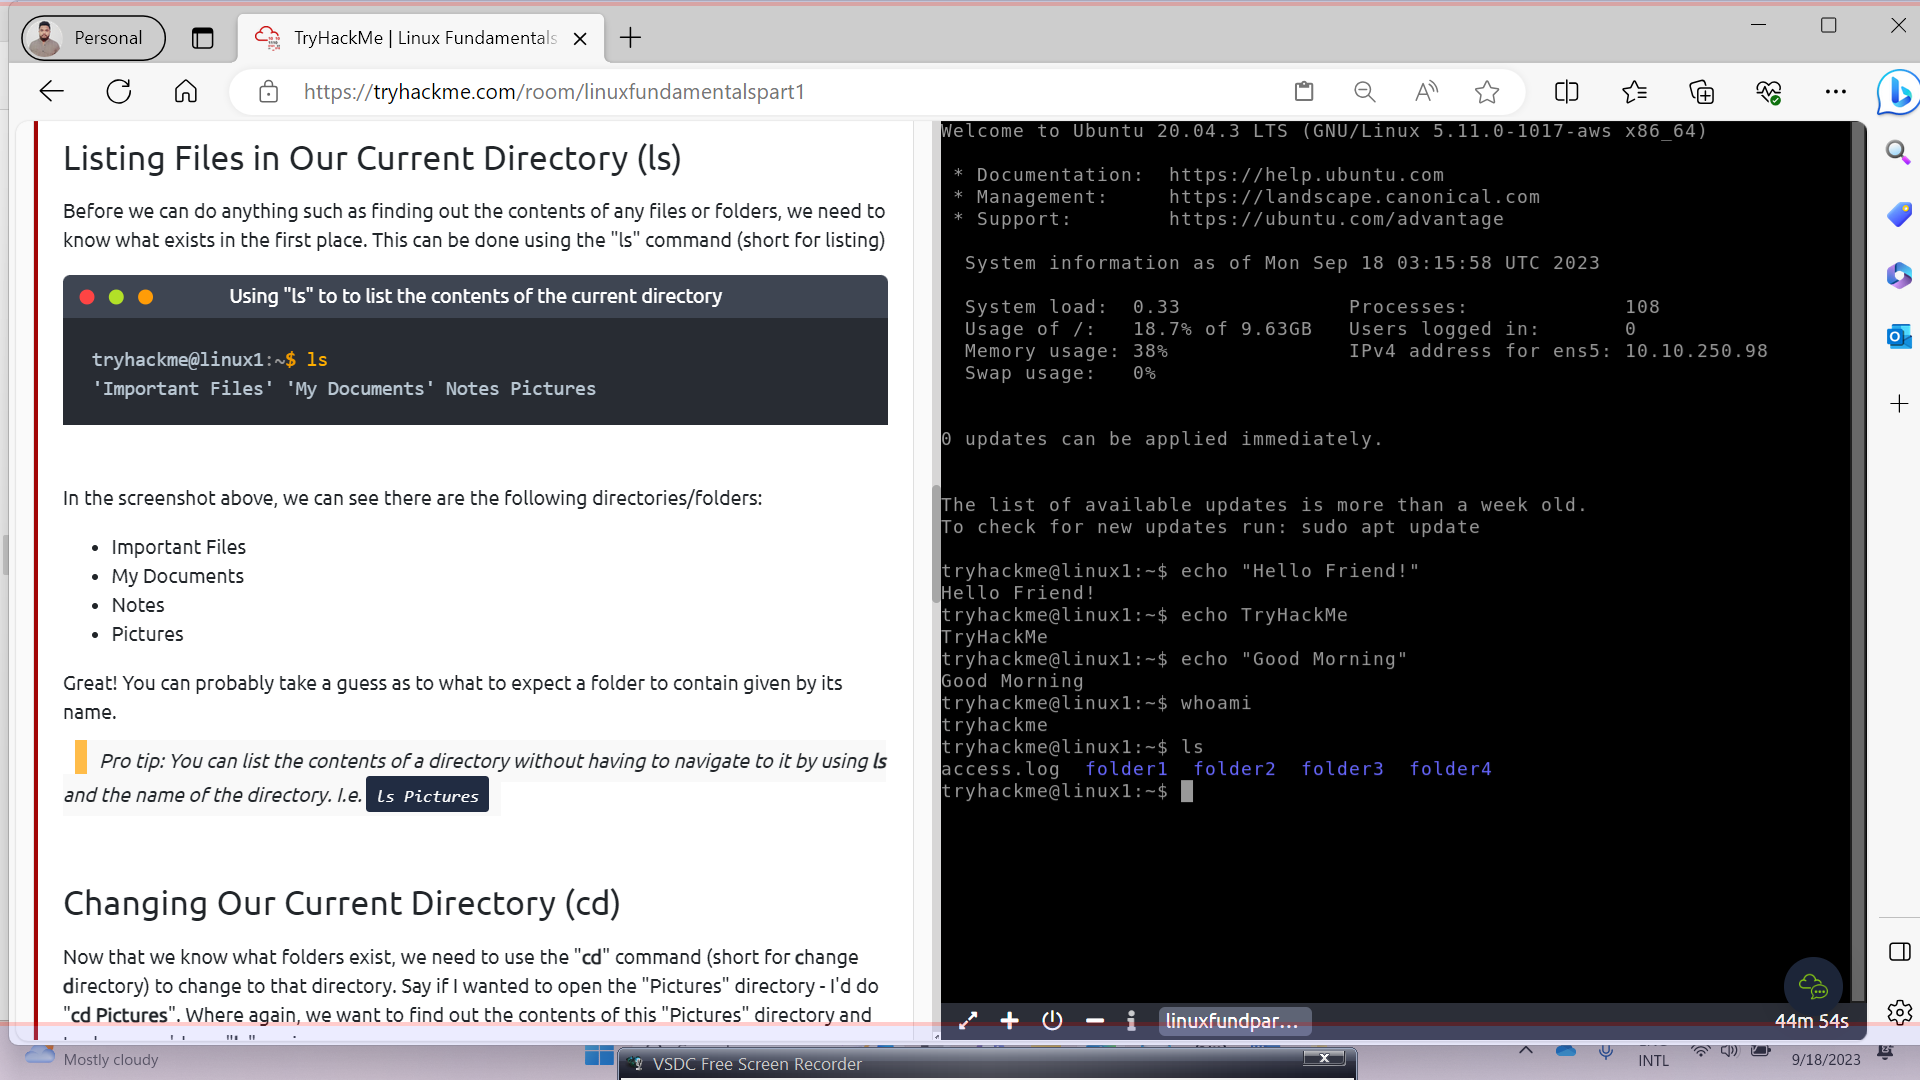 Personal
TryHackMe | Linux Fundamentals
https://tryhackme.com/room/linuxfundamentalspart1
Listing Files in Our Current Directory (ls)
Before we can do anything such as finding out the contents of any files or folders, we need to
know what exists in the first place. This can be done using the "ls" command (short for listing)
Using "ls" to to list the contents of the current directory
tryhackme@linux1:~$ ls
'Important Files' 'My Documents' Notes Pictures
In the screenshot above, we can see there are the following directories/folders:
• Important Files
• My Documents
• Notes
• Pictures
Great! You can probably take a guess as to what to expect a folder to contain given by its
name.
Pro tip: You can list the contents of a directory without having to navigate to it by using ls
and the name of the directory. I.e. ls Pictures
Changing Our Current Directory (cd)
Now that we know what folders exist, we need to use the "cd" command (short for change
directory) to change to that directory. Say if I wanted to open the "Pictures" directory - I'd do
"cd Pictures". Where again, we want to find out the contents of this "Pictures" directory and
Welcome to Ubuntu 20.04.3 LTS (GNU/Linux 5.11.0-1017-aws x86_64)
* Documentation: https://help.ubuntu.com
* Management: https://landscape.canonical.com
* Support: https://ubuntu.com/advantage
System information as of Mon Sep 18 03:15:58 UTC 2023
System load: 0.33 Processes: 108
Usage of /: 18.7% of 9.63GB Users logged in: 0
Memory usage: 38% IPv4 address for ens5: 10.10.250.98
Swap usage: 0%
0 updates can be applied immediately.
The list of available updates is more than a week old.
To check for new updates run: sudo apt update
tryhackme@linux1:~$ echo "Hello Friend!"
Hello Friend!
tryhackme@linux1:~$ echo TryHackMe
TryHackMe
tryhackme@linux1:~$ echo "Good Morning"
Good Morning
tryhackme@linux1:~$ whoami
tryhackme
tryhackme@linux1:~$ ls
access.log folder1 folder2 folder3 folder4
tryhackme@linux1:~$
linuxfundpar...
44m 54s
Mostly cloudy
VSDC Free Screen Recorder
INTL
9/18/2023